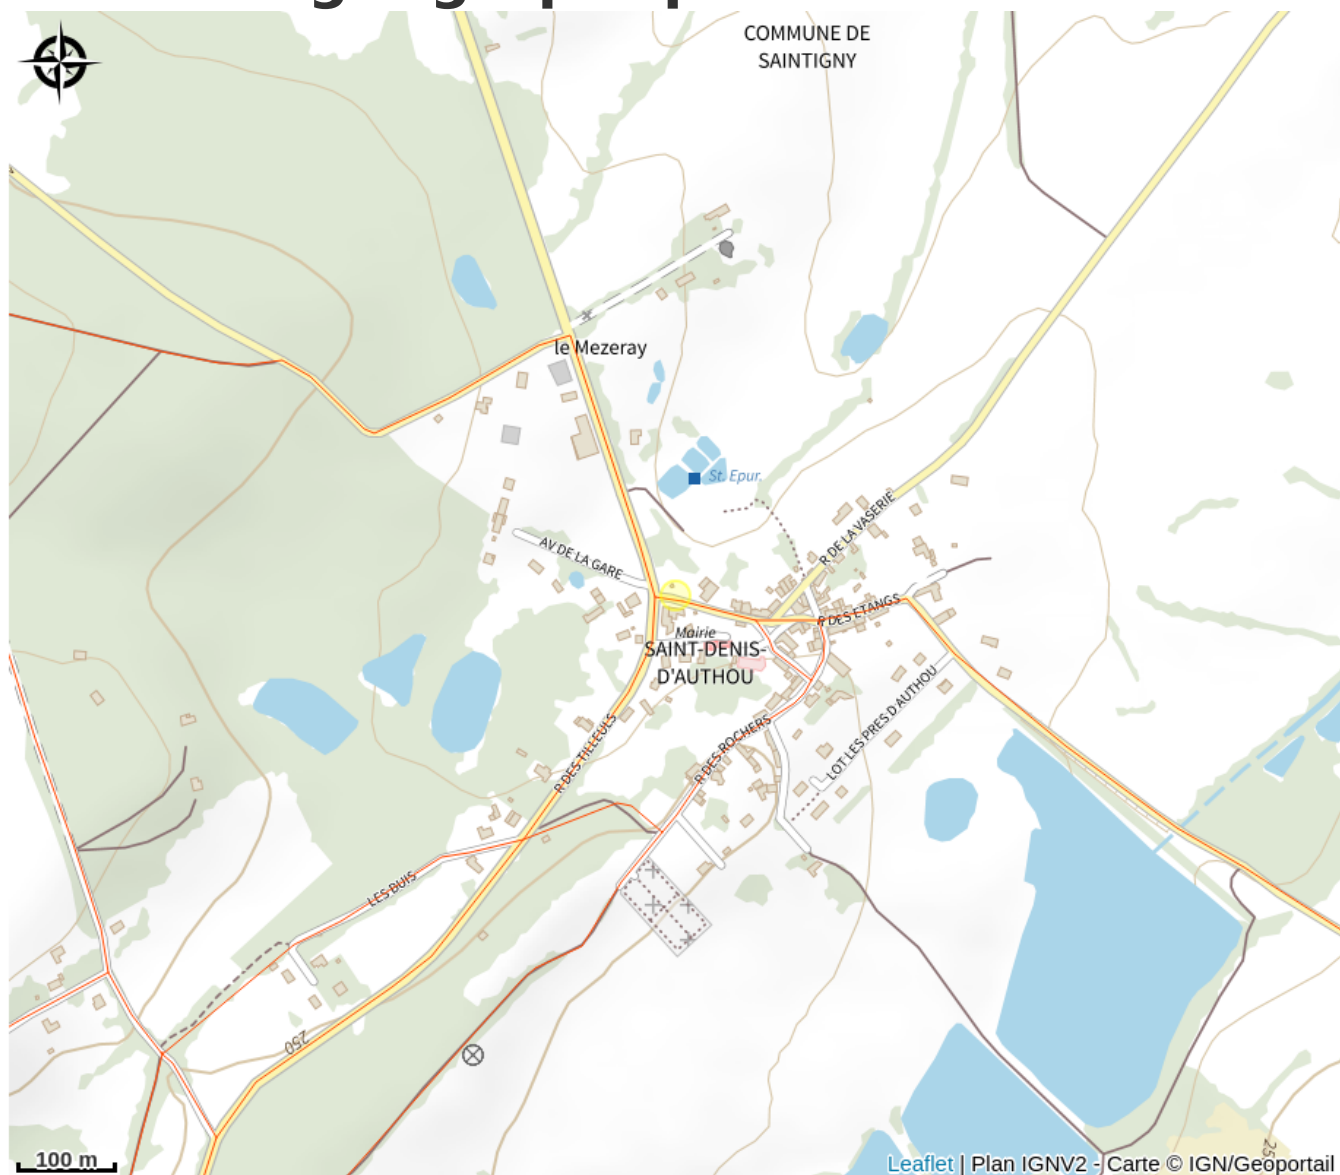 COMMUNE DE
SAINTIGNY
le Mezeray
St. Epur.
R DE LA VASERIE
AV DE LA GARE
R DES ETANGS
Mairie
SAINT-DENIS-
D'AUTHOU
LOT LES PRES D AUTHOU
R DES TILLEULS
R DES ROCHERS
LES BUIS
250
100 m
Leaflet | Plan IGNV2 - Carte © IGN/Geoportail